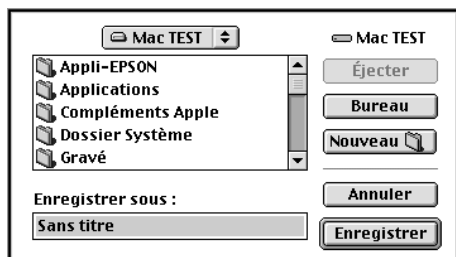 Mac TEST
Appli-EPSON
Applications
Compléments Apple
Dossier Système
Gravé
Enregistrer sous :
Sans titre
Mac TEST
Éjecter
Bureau
Nouveau
Annuler
Enregistrer